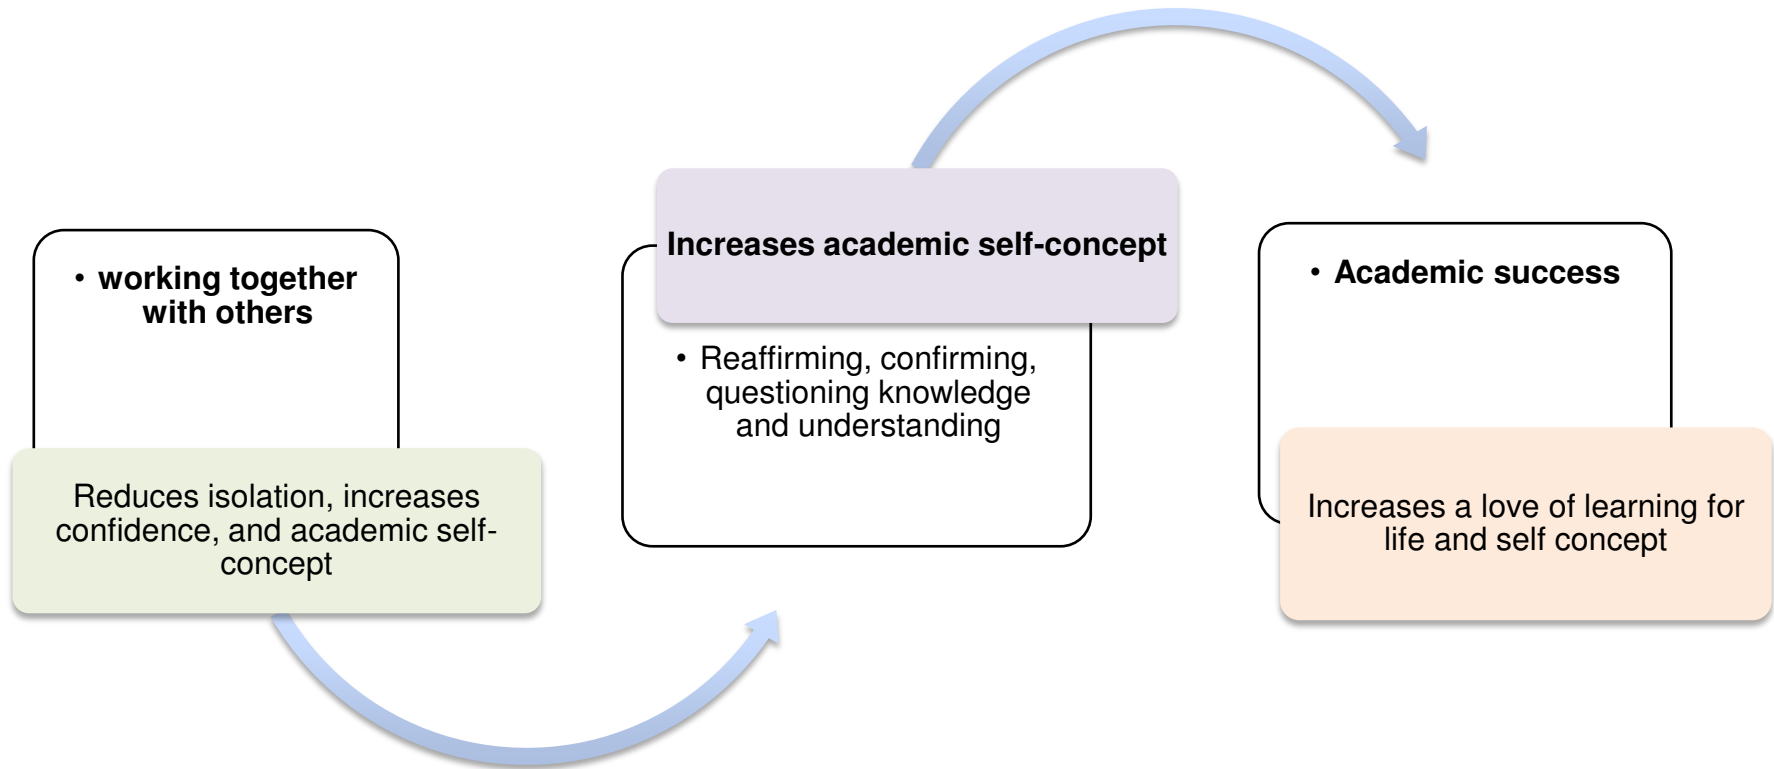 • working together
with others
Reduces isolation, increases
confidence, and academic self-
concept
Increases academic self-concept
• Reaffirming, confirming,
questioning knowledge
and understanding
• Academic success
Increases a love of learning for
life and self concept